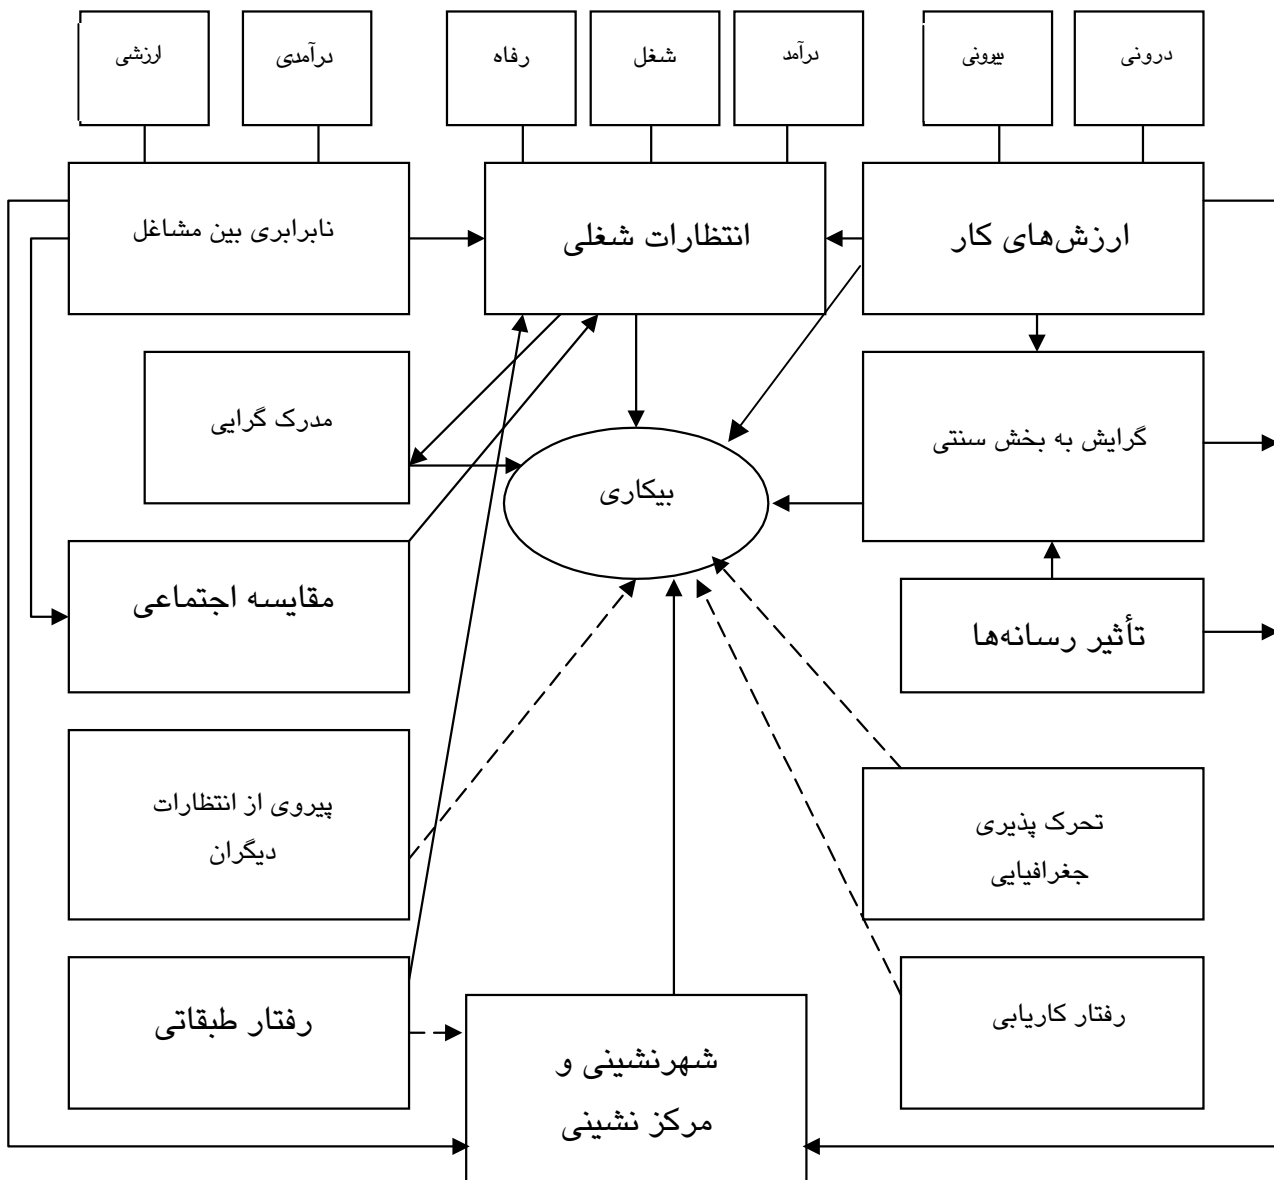 درونی
بیرونی
درآمد
شغل
رفاه
درآمدی
ارزشی
ارزش‌های کار
انتظارات شغلی
نابرابری بین مشاغل
گرایش به بخش سنتی
مدرک گرایی
بیکاری
تأثیر رسانه‌ها
مقایسه اجتماعی
تحرک پذیری
جغرافیایی
پیروی از انتظارات
دیگران
رفتار کاریابی
رفتار طبقاتی
شهرنشینی و
مرکز نشینی